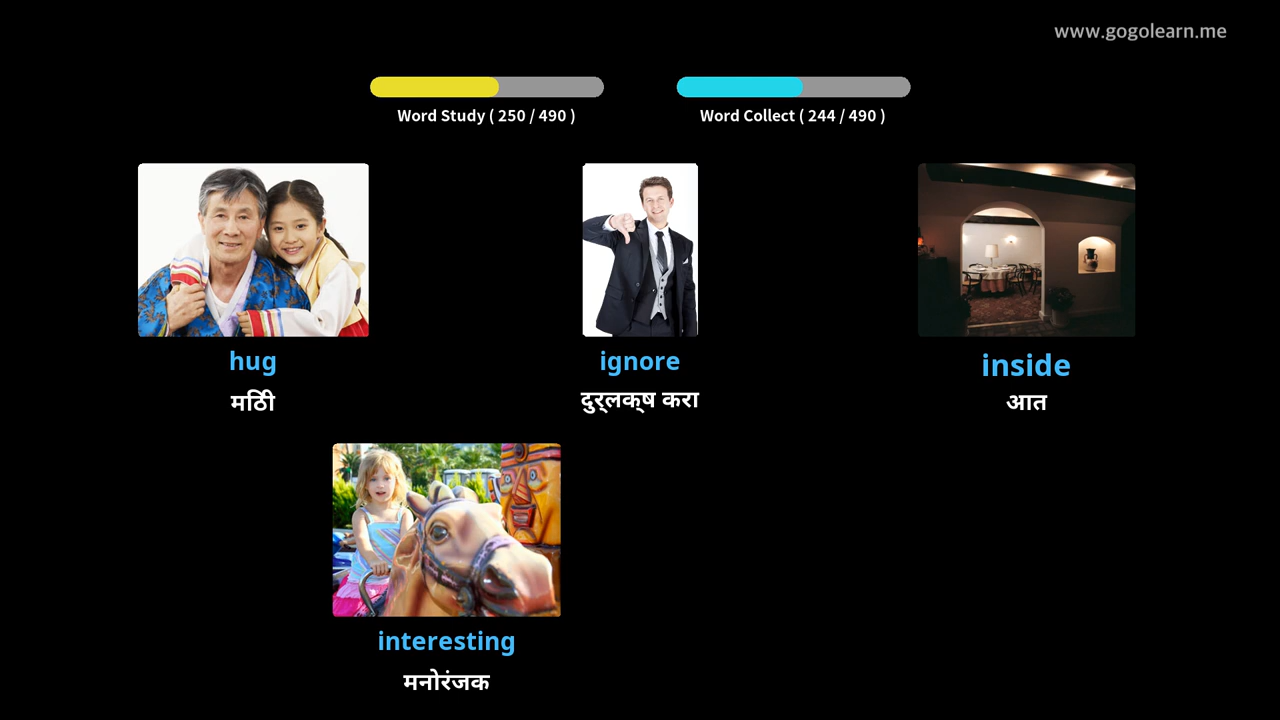 www.gogolearn.me
Word Study ( 250 / 490 )
Word Collect ( 244 / 490 )
hug
ignore
inside
मिठी
दुर्लक्ष करा
आत
interesting
मनोरंजक